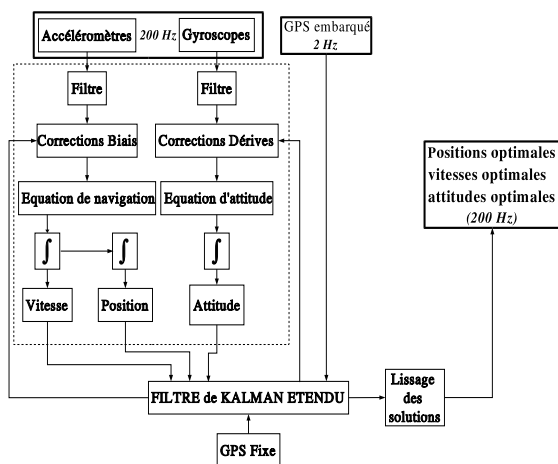 Accéléromètres
200 Hz
Gyroscopes
GPS embarqué
2 Hz
Filtre
Filtre
Corrections Biais
Corrections Dérives
Positions optimales
vitesses optimales
attitudes optimales
(200 Hz)
Equation de navigation
Equation d'attitude
∫
∫
∫
Vitesse
Position
Attitude
FILTRE de KALMAN ETENDU
Lissage
des
solutions
GPS Fixe